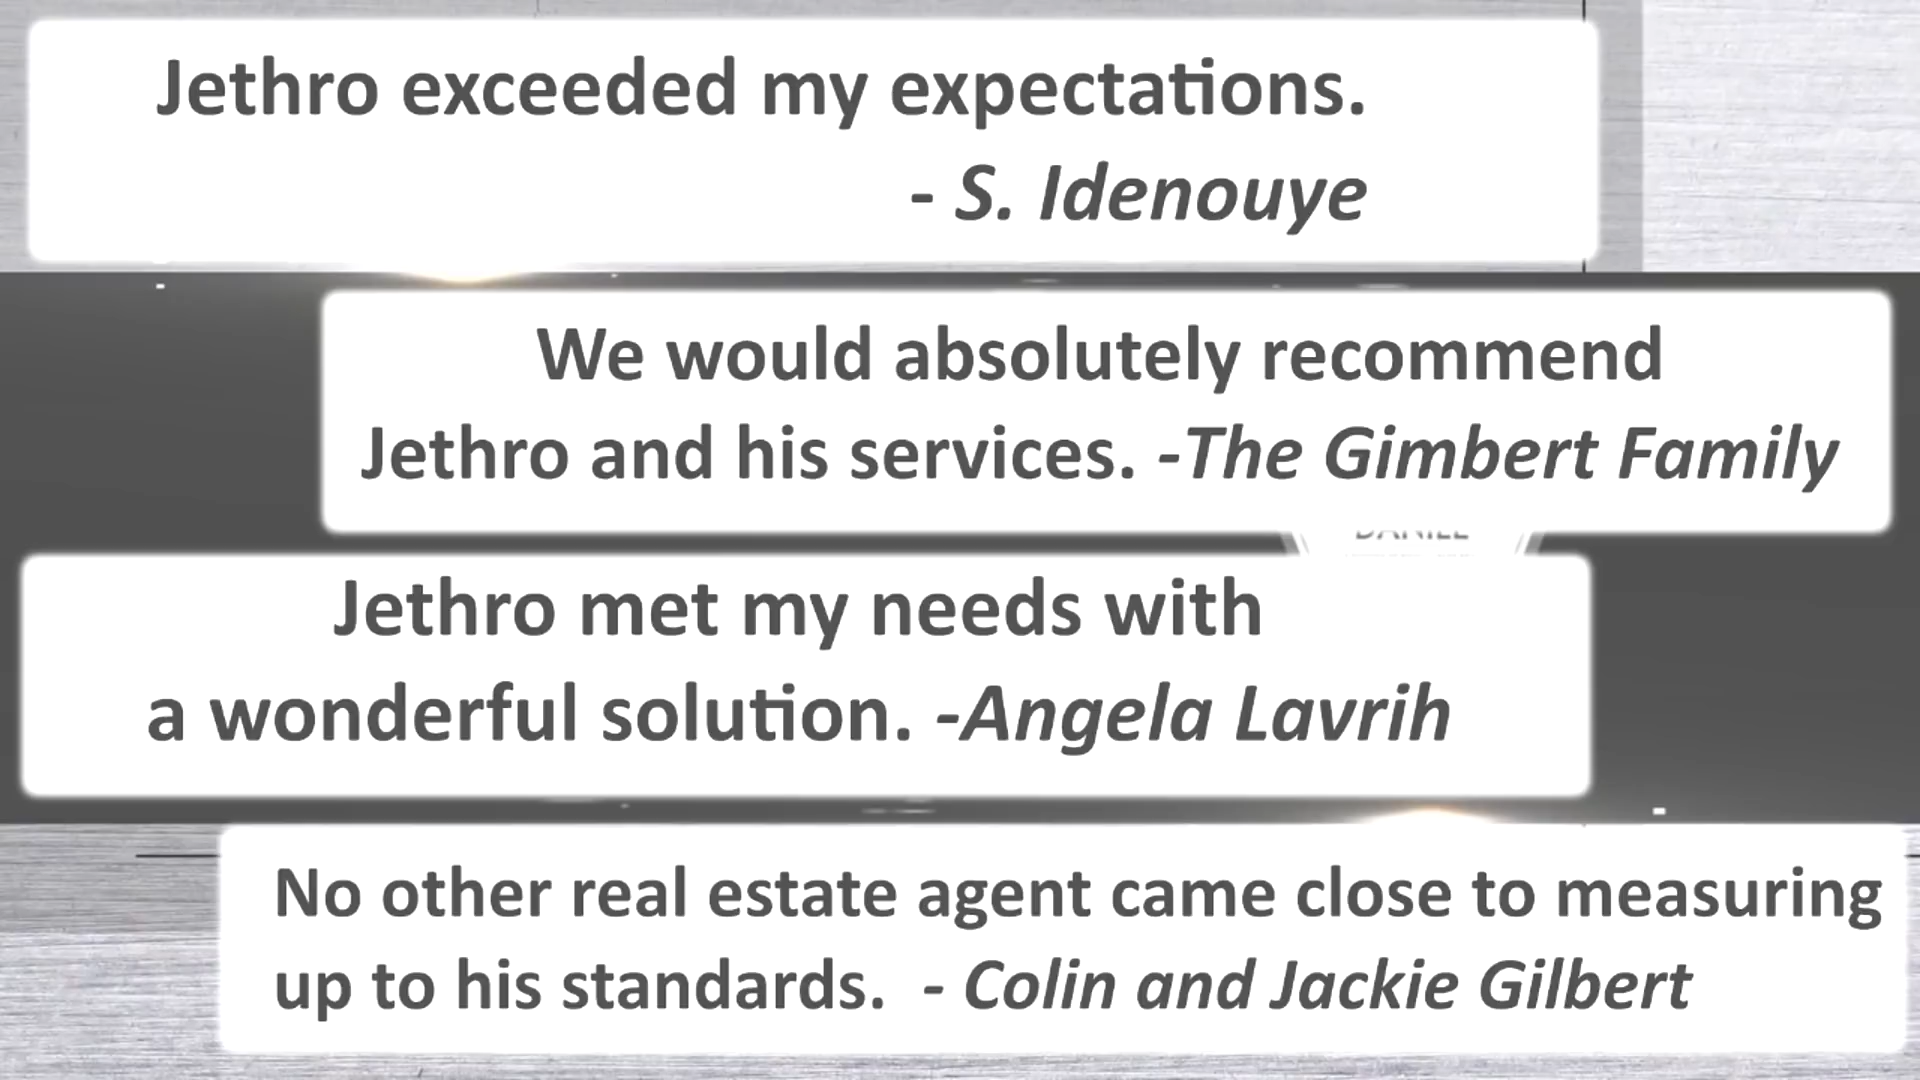 Jethro exceeded my expectations.
- S. Idenouye
We would absolutely recommend
Jethro and his services. -The Gimbert Family
Jethro met my needs with
a wonderful solution. -Angela Lavrih
No other real estate agent came close to measuring
up to his standards.  - Colin and Jackie Gilbert